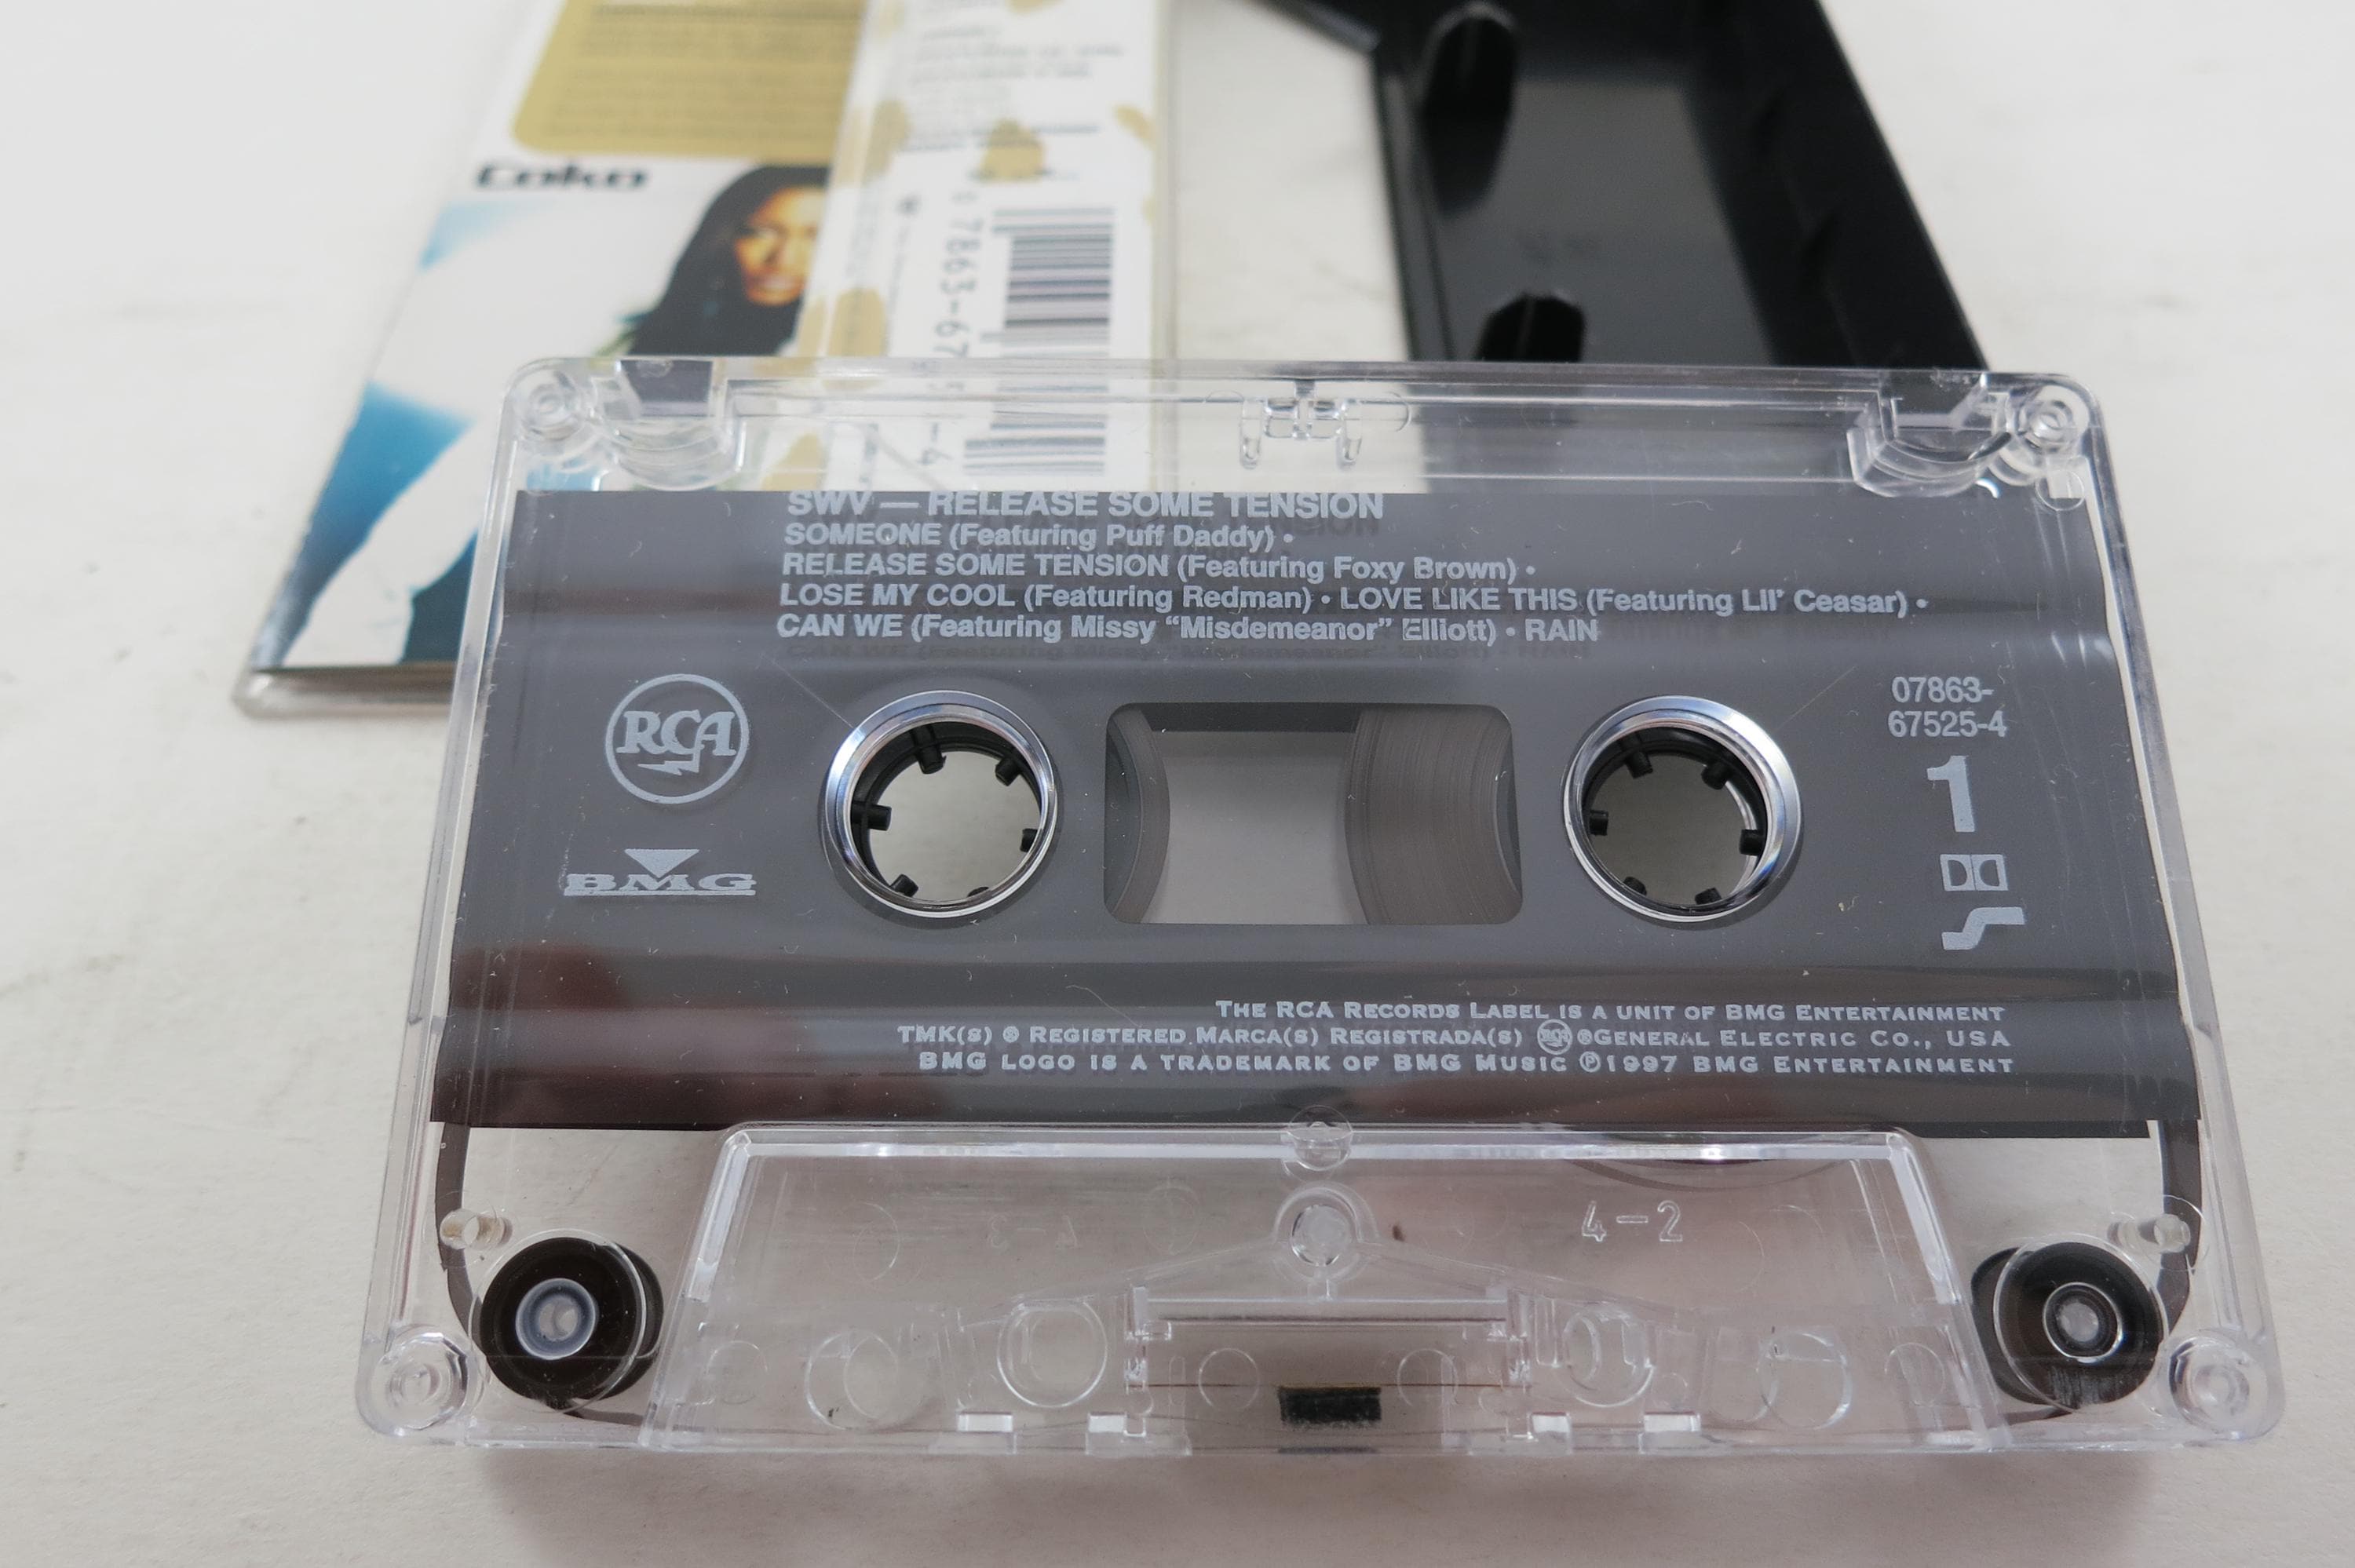 Coko
SWV — RELEASE SOME TENSION
SOMEONE (Featuring Puff Daddy) •
RELEASE SOME TENSION (Featuring Foxy Brown) •
LOSE MY COOL (Featuring Redman) • LOVE LIKE THIS (Featuring Lil' Ceasar) •
CAN WE (Featuring Missy “Misdemeanor” Elliott) • RAIN
RCA
BMG
07863-
67525-4
1
THE RCA RECORDS LABEL IS A UNIT OF BMG ENTERTAINMENT
TMK(S) ® REGISTERED MARCA(S) REGISTRADA(S) RCA ®GENERAL ELECTRIC CO., USA
BMG LOGO IS A TRADEMARK OF BMG MUSIC ℗1997 BMG ENTERTAINMENT
4-2